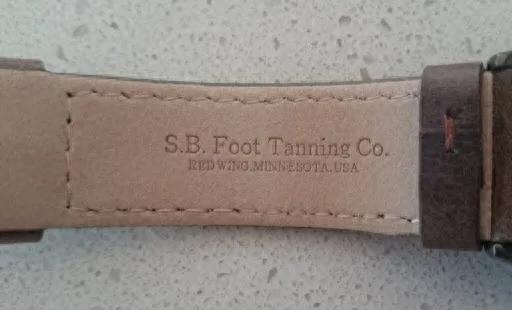 S.B. Foot Tanning Co.
RED WING, MINNESOTA, USA